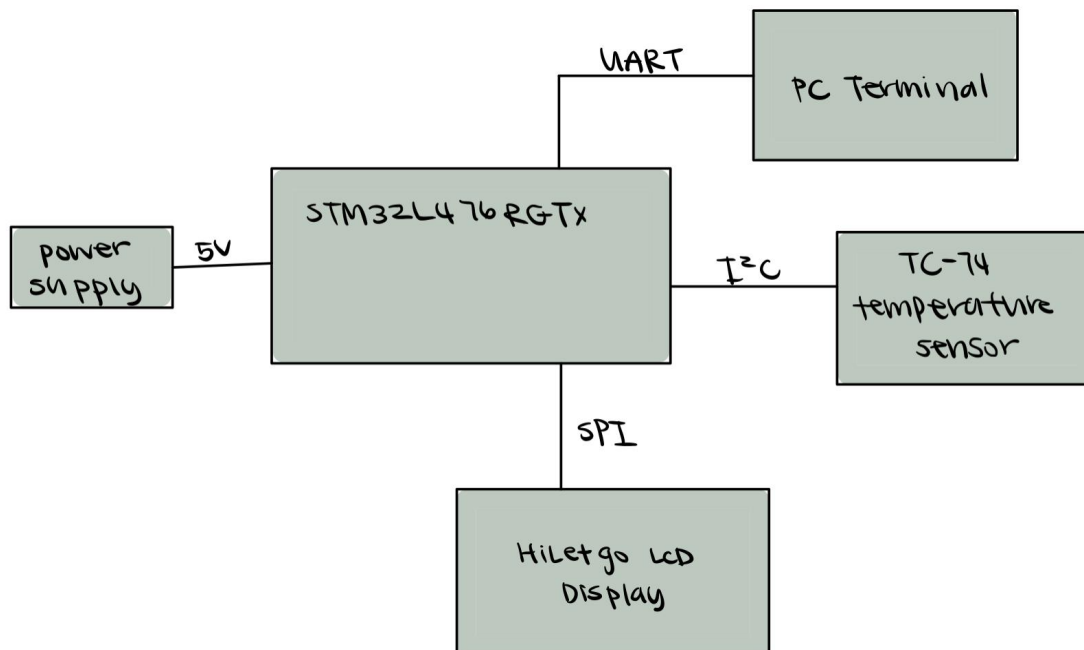 UART
PC Terminal
STM32L476RGTx
power
supply
5V
I²C
TC-74
temperature
sensor
SPI
HiLetgo LCD
Display